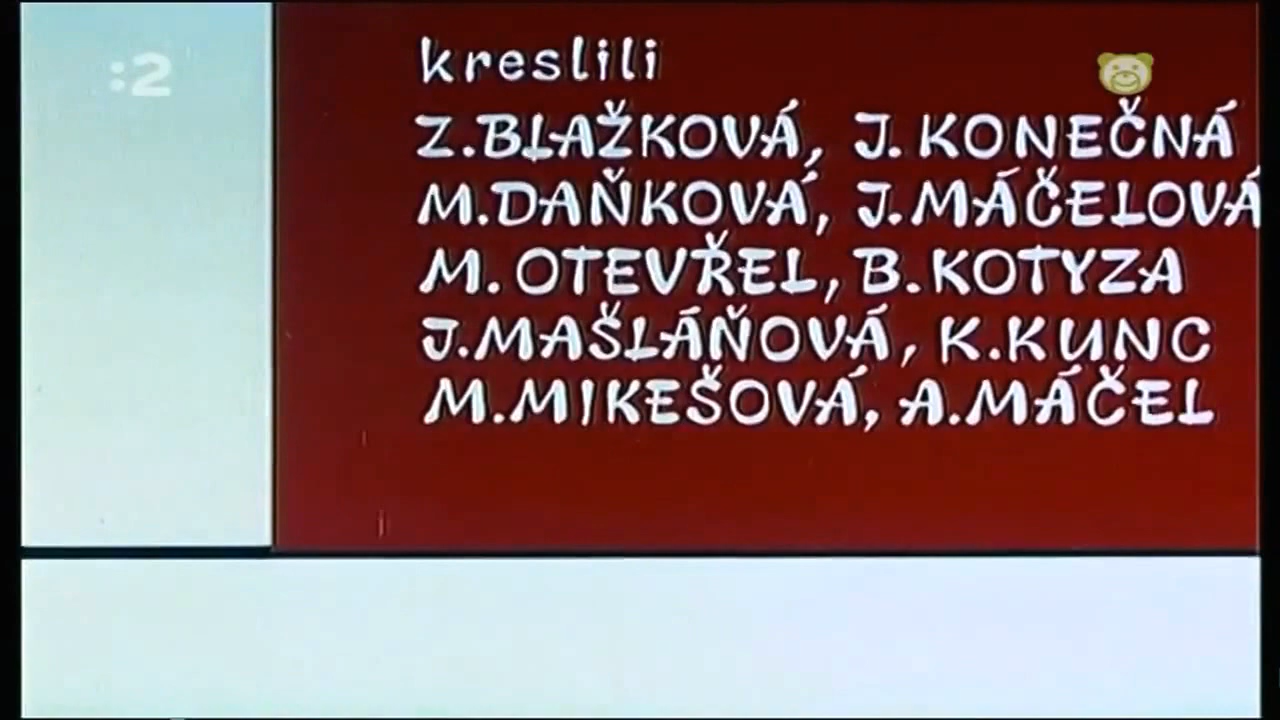 :2
kreslili
Z.BLAŽKOVÁ, J.KONEČNÁ
M.DAŇKOVÁ, J.MÁČELOVÁ
M.OTEVŘEL, B.KOTYZA
J.MAŠLÁŇOVÁ, K.KUNC
M.MIKEŠOVÁ, A.MÁČEL